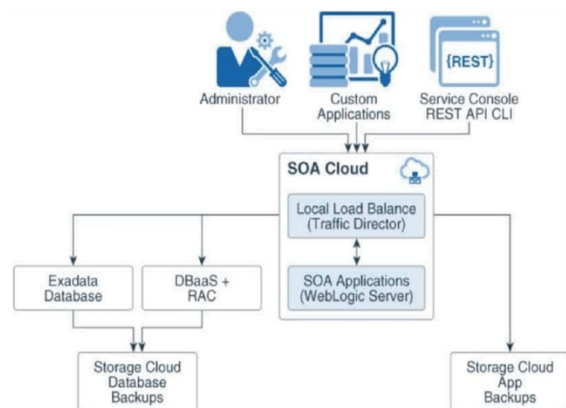 {REST}
Administrator
Custom
Applications
Service Console
REST API CLI
SOA Cloud
Local Load Balance
(Traffic Director)
SOA Applications
(WebLogic Server)
Exadata
Database
DBaaS +
RAC
Storage Cloud
Database
Backups
Storage Cloud
App
Backups